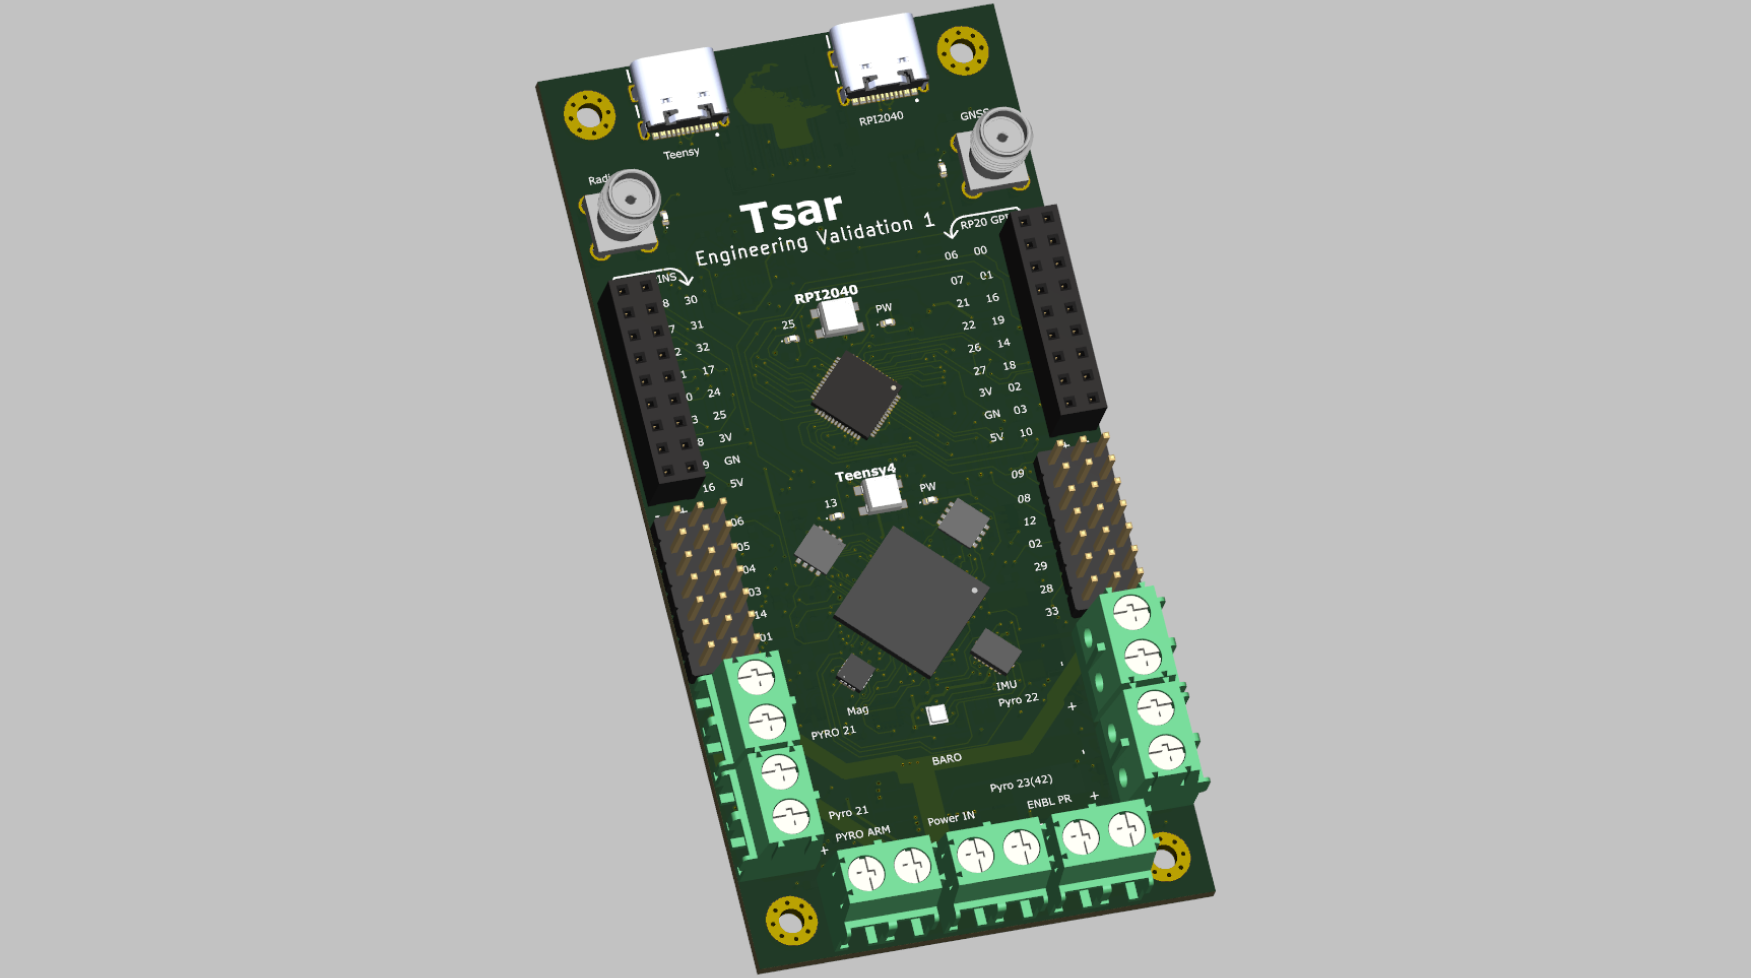 RPI2040
Teensy
GNSS
Tsar
Engineering Validation 1
RP20
06 00
07 01
21 16
22 19
26 14
27 18
3V 02
GN 03
5V 10
INS
8 30
7 31
2 32
1 17
0 24
3 25
8 3V
9 GN
16 5V
RPI2040
25
PW
Teensy4
13
PW
09
08
12
02
29
28
33
06
05
04
03
14
01
IMU
Mag
Pyro 22
+
-
PYRO 21
BARO
Pyro 23(42)
+
Pyro 21
+
PYRO ARM
Power IN
ENBL PR